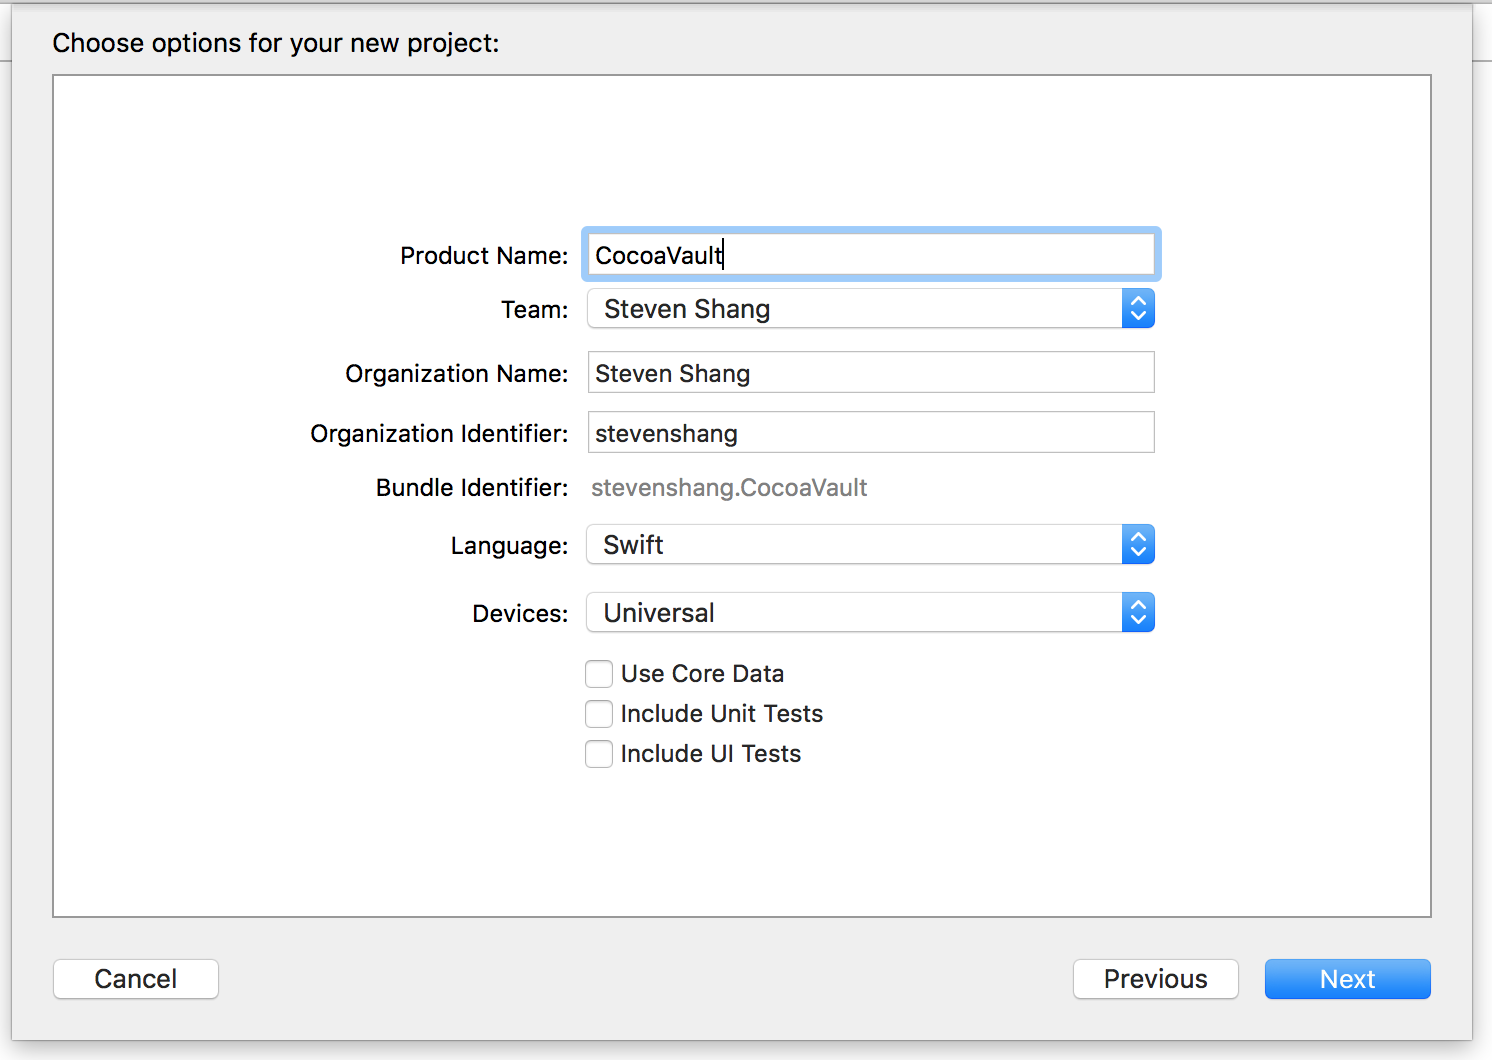 Choose options for your new project:
Product Name: CocoaVault
Team: Steven Shang
Organization Name: Steven Shang
Organization Identifier: stevenshang
Bundle Identifier: stevenshang.CocoaVault
Language: Swift
Devices: Universal
Use Core Data
Include Unit Tests
Include UI Tests
Cancel Previous Next